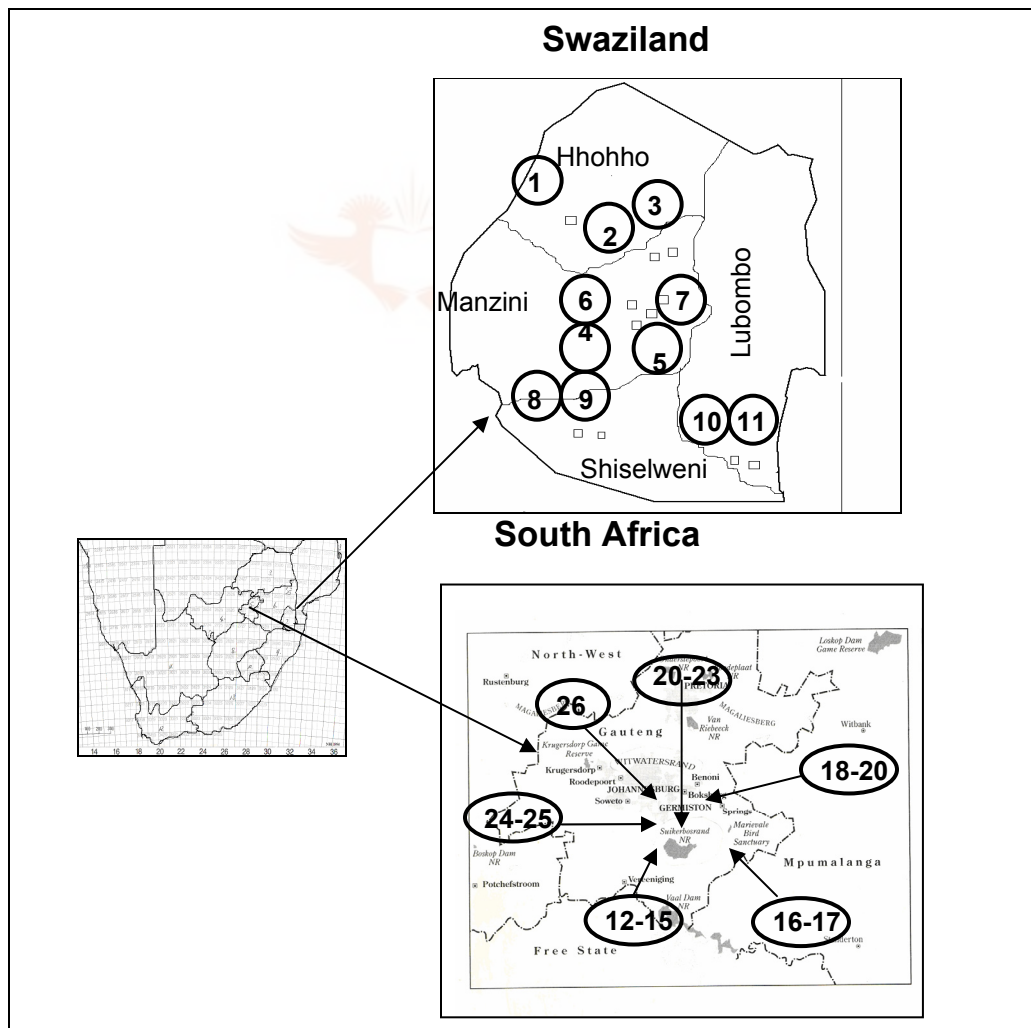 Swaziland
Hhohho
1
3
2
Manzini
6
7
4
5
Lubombo
8
9
10
11
Shiselweni
South Africa
14 16 18 20 22 24 26 28 30 32 34 36
North-West
Loskop Dam
Game Reserve
NR
NR
Rustenburg
20-23
PRETORIA
26
MAGALIESBERG
Van
Riebeeck
NR
Witbank
Gauteng
Krugersdorp Game
Reserve
WITWATERSRAND
Krugersdorp
Benoni
18-20
Roodepoort
JOHANNESBURG
Boksburg
Soweto
GERMISTON
Springs
24-25
Suikerbosrand
NR
Marievale
Bird
Sanctuary
Boskop Dam
NR
Mpumalanga
Potchefstroom
Vereeniging
Vaal Dam
NR
12-15
16-17
Free State